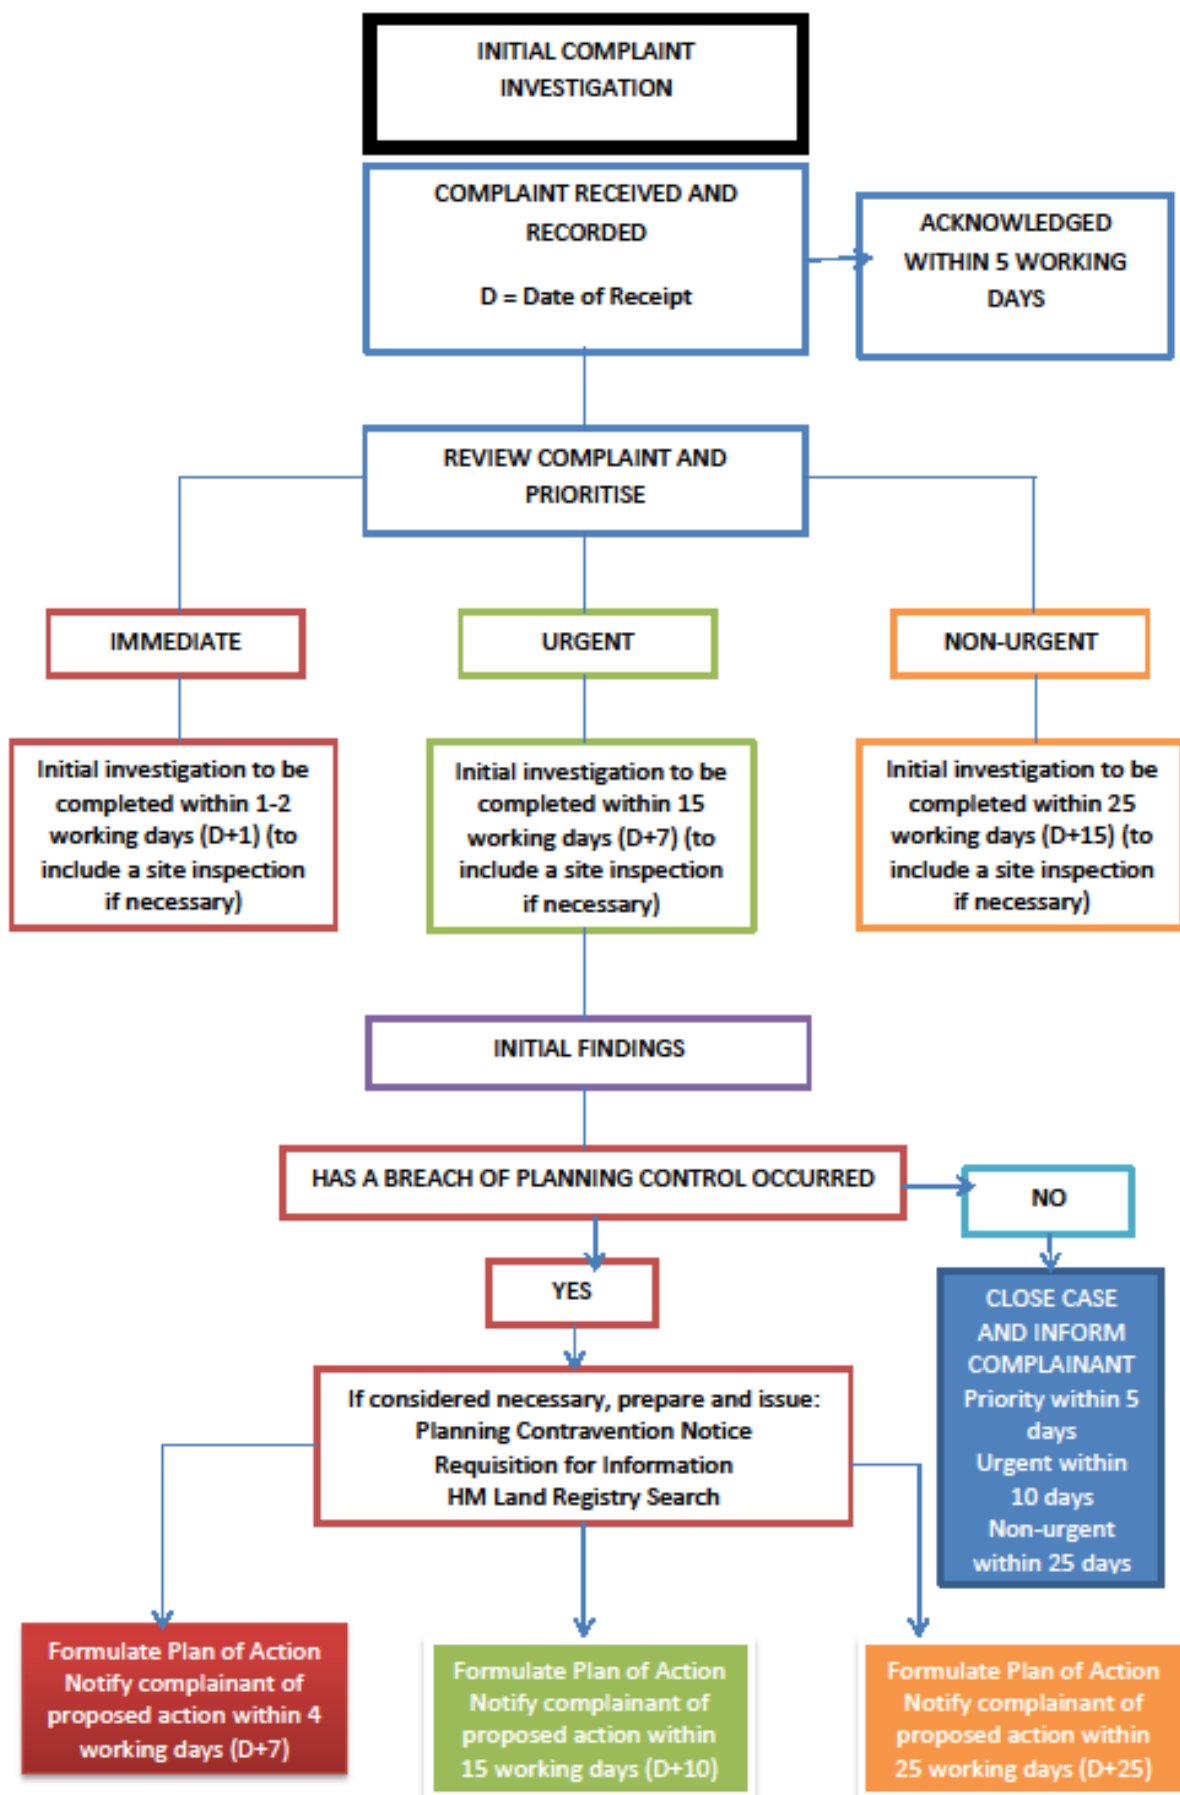 INITIAL COMPLAINT
INVESTIGATION
COMPLAINT RECEIVED AND
RECORDED
D = Date of Receipt
ACKNOWLEDGED
WITHIN 5 WORKING
DAYS
REVIEW COMPLAINT AND
PRIORITISE
IMMEDIATE
URGENT
NON-URGENT
Initial investigation to be
completed within 1-2
working days (D+1) (to
include a site inspection
if necessary)
Initial investigation to be
completed within 15
working days (D+7) (to
include a site inspection
if necessary)
Initial investigation to be
completed within 25
working days (D+15) (to
include a site inspection
if necessary)
INITIAL FINDINGS
HAS A BREACH OF PLANNING CONTROL OCCURRED
NO
YES
CLOSE CASE
AND INFORM
COMPLAINANT
Priority within 5
days
Urgent within
10 days
Non-urgent
within 25 days
If considered necessary, prepare and issue:
Planning Contravention Notice
Requisition for Information
HM Land Registry Search
Formulate Plan of Action
Notify complainant of
proposed action within 4
working days (D+7)
Formulate Plan of Action
Notify complainant of
proposed action within
15 working days (D+10)
Formulate Plan of Action
Notify complainant of
proposed action within
25 working days (D+25)